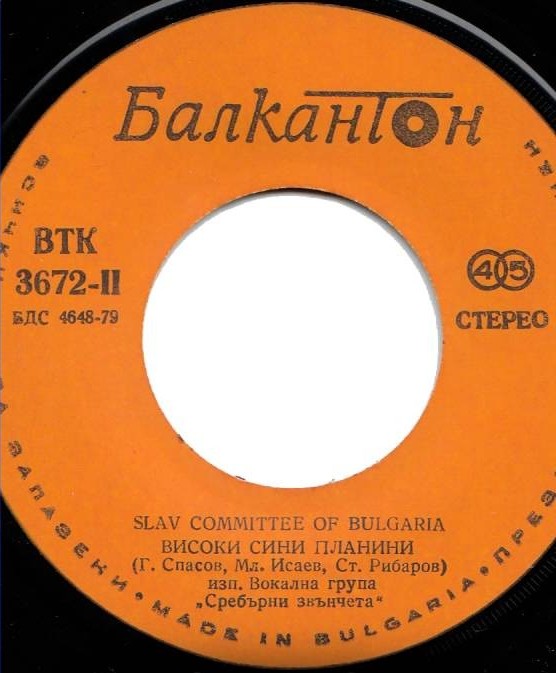 Балкантон
ВТК
3672-II
БДС 4648-79
45
СТЕРЕО
SLAV COMMITTEE OF BULGARIA
ВИСОКИ СИНИ ПЛАНИНИ
(Г. Спасов, Мл. Исаев, Ст. Рибаров)
изп. Вокална група
„Сребърни звънчета“
ЗАПАЗЕНИ • MADE IN BULGARIA •